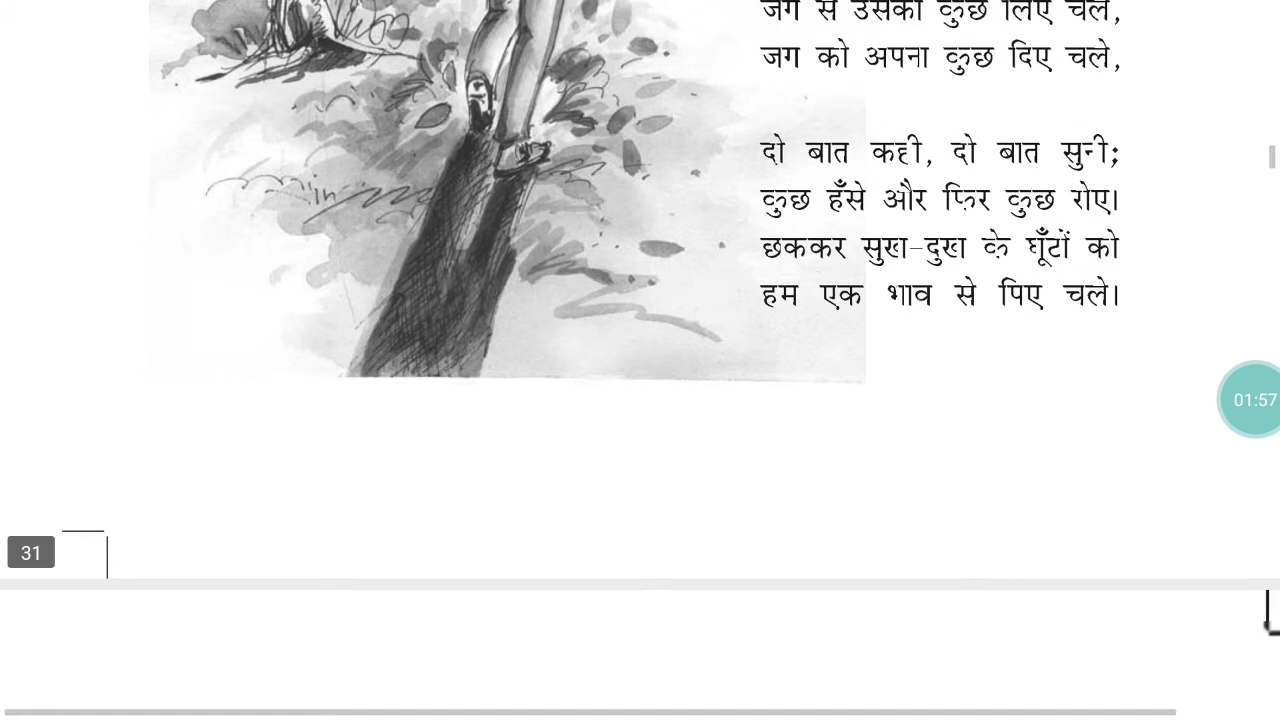 जग से उसका कुछ लिए चले,
जग को अपना कुछ दिए चले,
दो बात कही, दो बात सुनी;
कुछ हँसे और फिर कुछ रोए।
छककर सुख-दुख के घूँटों को
हम एक भाव से पिए चले।
01:57
31